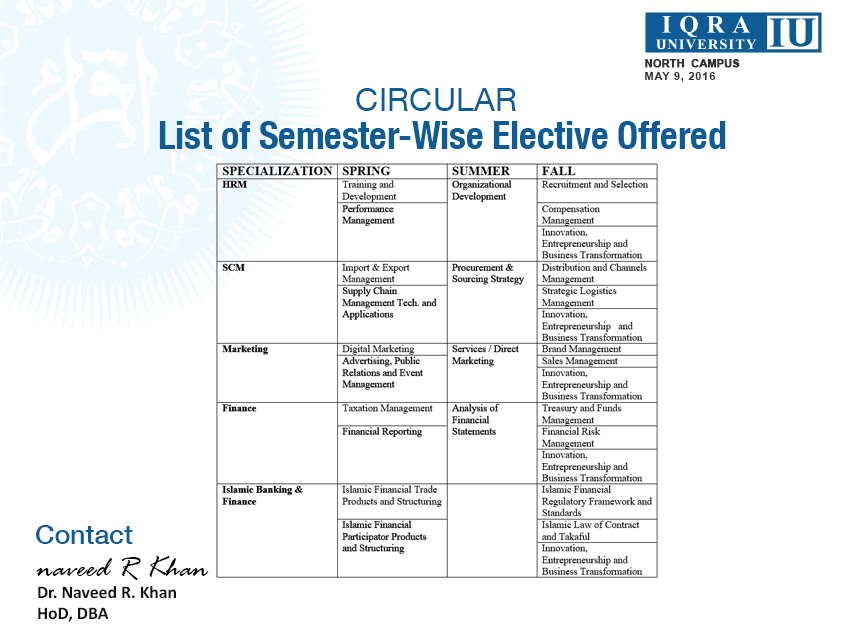 IQRA
UNIVERSITY
IU
NORTH CAMPUS
MAY 9, 2016
CIRCULAR
List of Semester-Wise Elective Offered
SPECIALIZATION SPRING SUMMER FALL
HRM
Training and
Development
Performance
Management
Organizational
Development
Recruitment and Selection
Compensation
Management
Innovation,
Entrepreneurship and
Business Transformation
SCM
Import & Export
Management
Supply Chain
Management Tech. and
Applications
Procurement &
Sourcing Strategy
Distribution and Channels
Management
Strategic Logistics
Management
Innovation,
Entrepreneurship and
Business Transformation
Marketing
Digital Marketing
Advertising, Public
Relations and Event
Management
Services / Direct
Marketing
Brand Management
Sales Management
Innovation,
Entrepreneurship and
Business Transformation
Finance
Taxation Management
Financial Reporting
Analysis of
Financial
Statements
Treasury and Funds
Management
Financial Risk
Management
Innovation,
Entrepreneurship and
Business Transformation
Islamic Banking &
Finance
Islamic Financial Trade
Products and Structuring
Islamic Financial
Participator Products
and Structuring
Islamic Financial
Regulatory Framework and
Standards
Islamic Law of Contract
and Takaful
Innovation,
Entrepreneurship and
Business Transformation
Contact
naveed R Khan
Dr. Naveed R. Khan
HoD, DBA